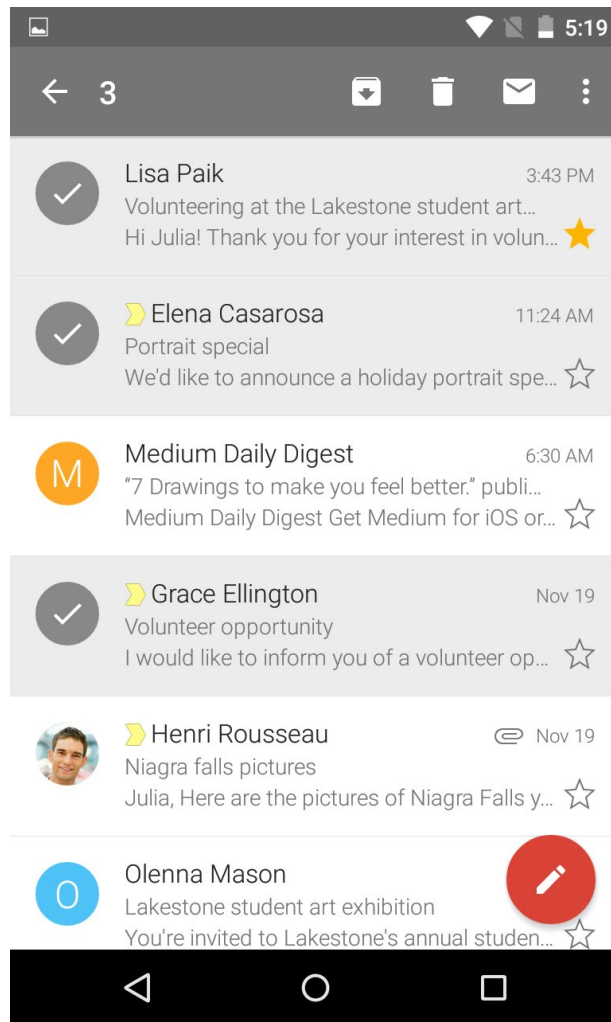 5:19
3
Lisa Paik 3:43 PM
Volunteering at the Lakestone student art...
Hi Julia! Thank you for your interest in volun...
Elena Casarosa 11:24 AM
Portrait special
We'd like to announce a holiday portrait spe...
M
Medium Daily Digest 6:30 AM
“7 Drawings to make you feel better.” publi...
Medium Daily Digest Get Medium for iOS or...
Grace Ellington Nov 19
Volunteer opportunity
I would like to inform you of a volunteer op...
Henri Rousseau Nov 19
Niagra falls pictures
Julia, Here are the pictures of Niagra Falls y...
O
Olenna Mason
Lakestone student art exhibition
You're invited to Lakestone's annual studen...